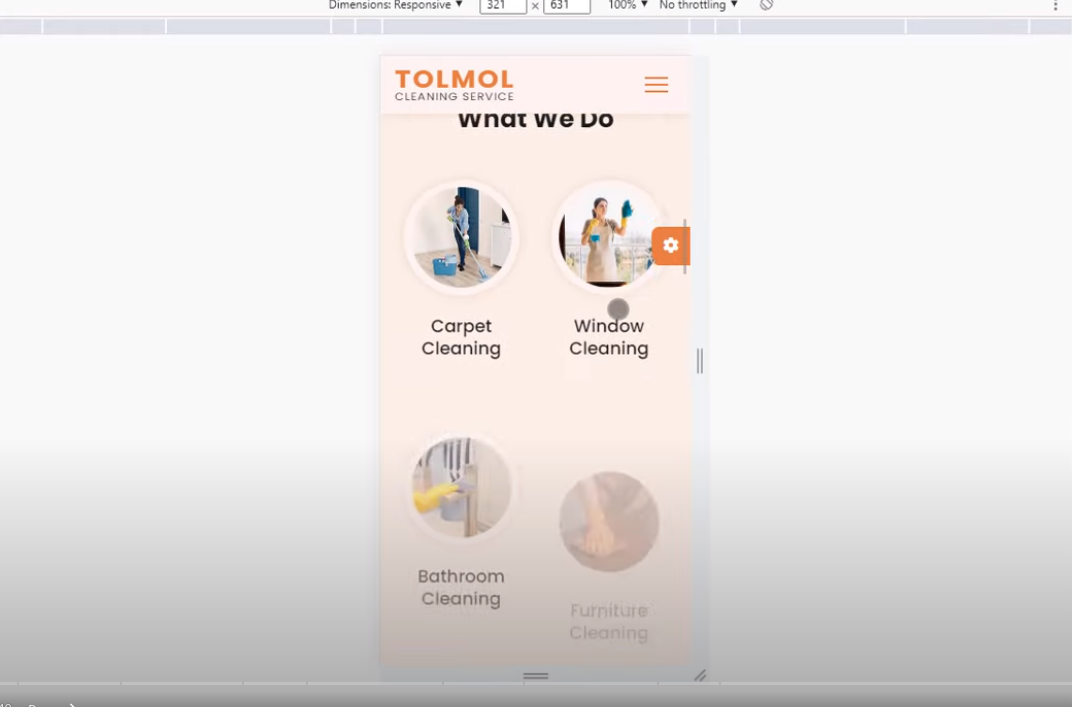 Dimensions: Responsive ▼ 321 × 631 100% ▼ No throttling ▼
TOLMOL
CLEANING SERVICE
What We Do
Carpet
Cleaning
Window
Cleaning
Bathroom
Cleaning
Furniture
Cleaning